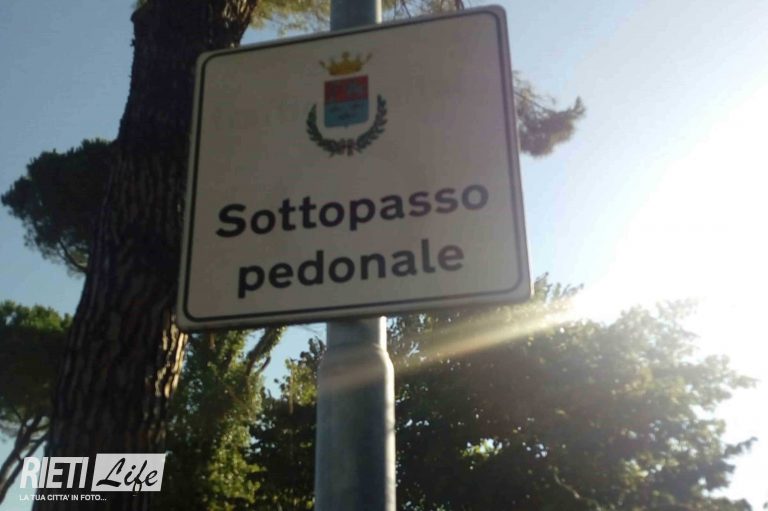 Sottopasso
pedonale
RIETI Life
LA TUA CITTA' IN FOTO...